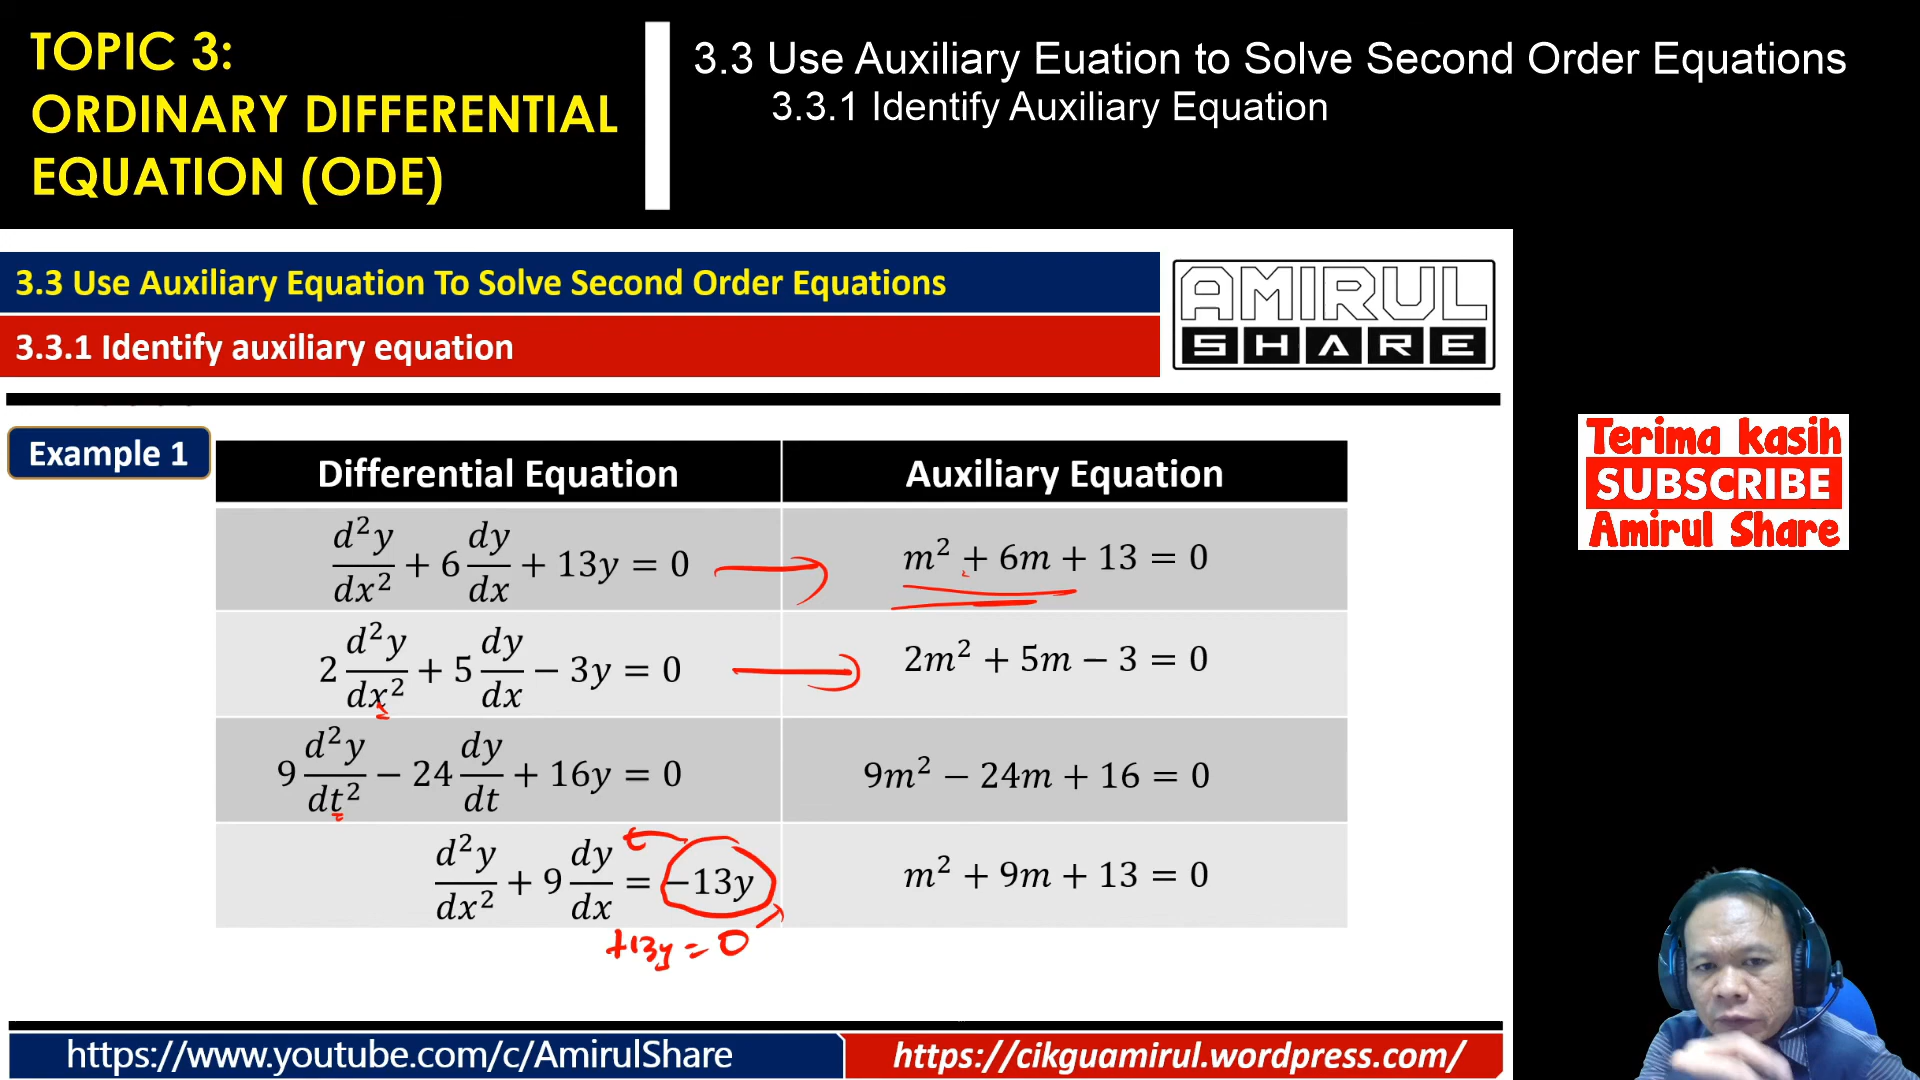 TOPIC 3:
ORDINARY DIFFERENTIAL
EQUATION (ODE)
3.3 Use Auxiliary Euation to Solve Second Order Equations
3.3.1 Identify Auxiliary Equation
3.3 Use Auxiliary Equation To Solve Second Order Equations
3.3.1 Identify auxiliary equation
AMIRUL
SHARE
Example 1
Differential Equation Auxiliary Equation
d²y/dx² + 6 dy/dx + 13y = 0 m² + 6m + 13 = 0
2 d²y/dx² + 5 dy/dx − 3y = 0 2m² + 5m − 3 = 0
9 d²y/dt² − 24 dy/dt + 16y = 0 9m² − 24m + 16 = 0
d²y/dx² + 9 dy/dx = −13y m² + 9m + 13 = 0
+13y = 0
Terima kasih
SUBSCRIBE
Amirul Share
https://www.youtube.com/c/AmirulShare
https://cikguamirul.wordpress.com/